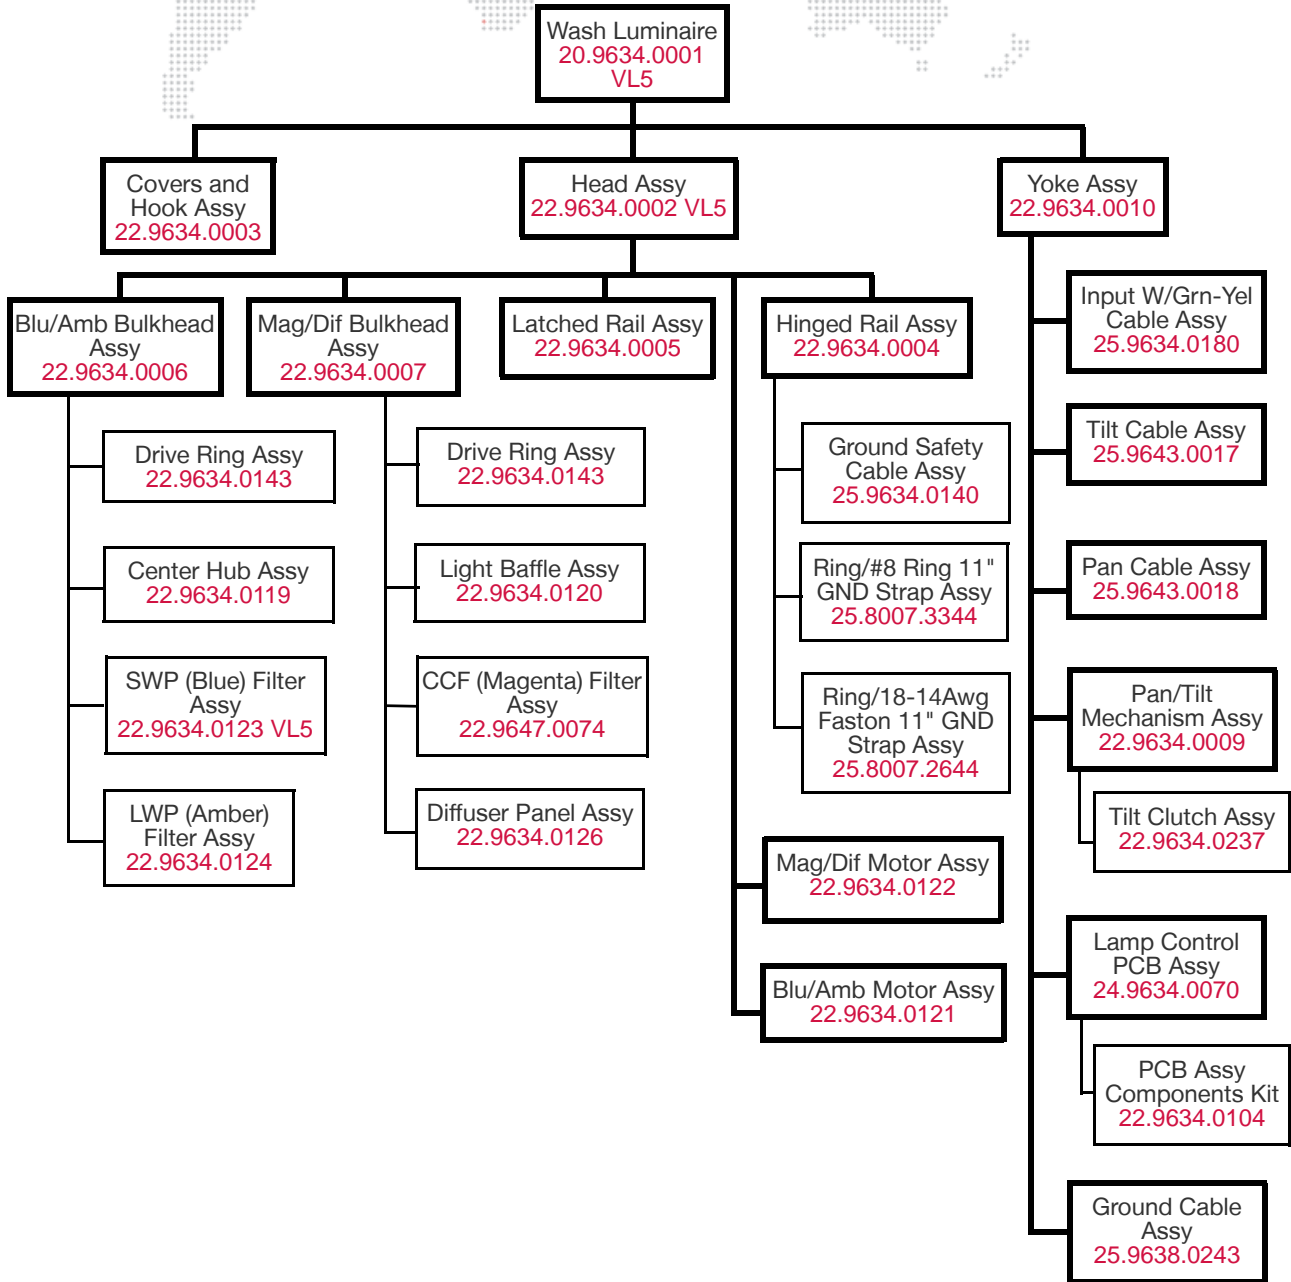 Wash Luminaire
20.9634.0001
VL5
Covers and
Hook Assy
22.9634.0003
Head Assy
22.9634.0002 VL5
Yoke Assy
22.9634.0010
Blu/Amb Bulkhead
Assy
22.9634.0006
Mag/Dif Bulkhead
Assy
22.9634.0007
Latched Rail Assy
22.9634.0005
Hinged Rail Assy
22.9634.0004
Drive Ring Assy
22.9634.0143
Center Hub Assy
22.9634.0119
SWP (Blue) Filter
Assy
22.9634.0123 VL5
LWP (Amber)
Filter Assy
22.9634.0124
Drive Ring Assy
22.9634.0143
Light Baffle Assy
22.9634.0120
CCF (Magenta) Filter
Assy
22.9647.0074
Diffuser Panel Assy
22.9634.0126
Ground Safety
Cable Assy
25.9634.0140
Ring/#8 Ring 11"
GND Strap Assy
25.8007.3344
Ring/18-14Awg
Faston 11" GND
Strap Assy
25.8007.2644
Mag/Dif Motor Assy
22.9634.0122
Blu/Amb Motor Assy
22.9634.0121
Input W/Grn-Yel
Cable Assy
25.9634.0180
Tilt Cable Assy
25.9643.0017
Pan Cable Assy
25.9643.0018
Pan/Tilt
Mechanism Assy
22.9634.0009
Tilt Clutch Assy
22.9634.0237
Lamp Control
PCB Assy
24.9634.0070
PCB Assy
Components Kit
22.9634.0104
Ground Cable
Assy
25.9638.0243